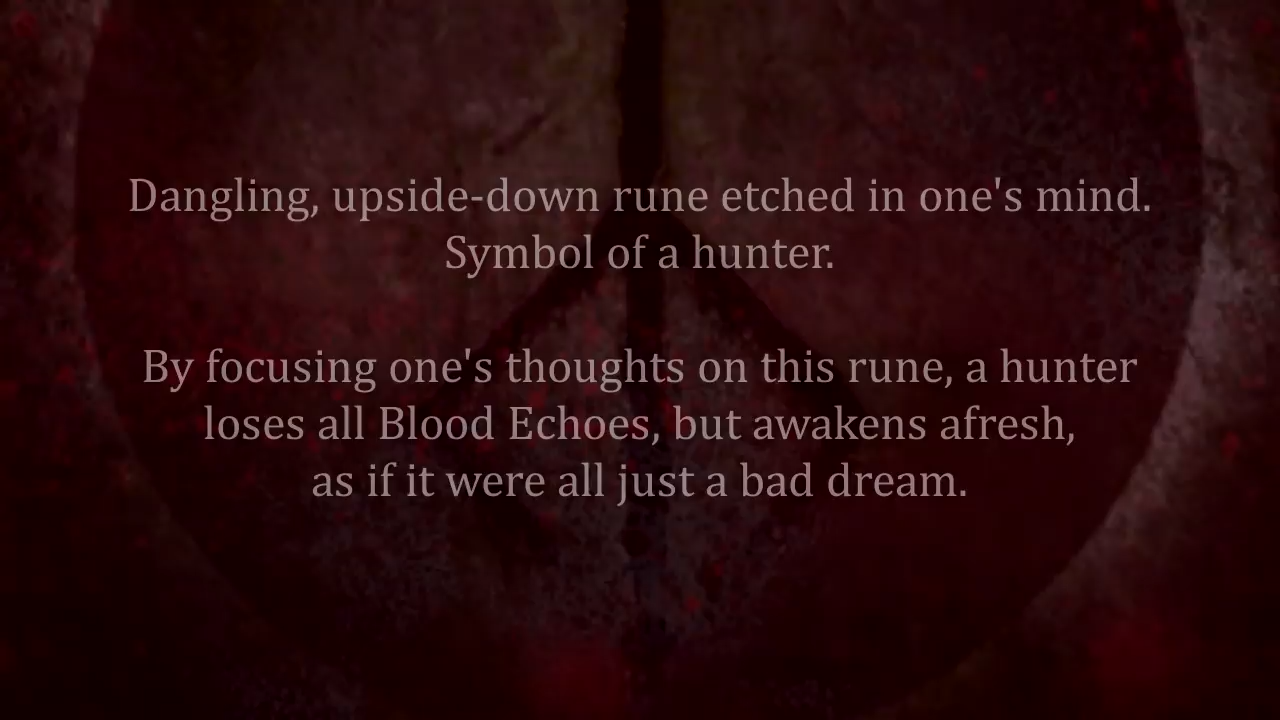 Dangling, upside-down rune etched in one's mind.
Symbol of a hunter.
By focusing one's thoughts on this rune, a hunter
loses all Blood Echoes, but awakens afresh,
as if it were all just a bad dream.